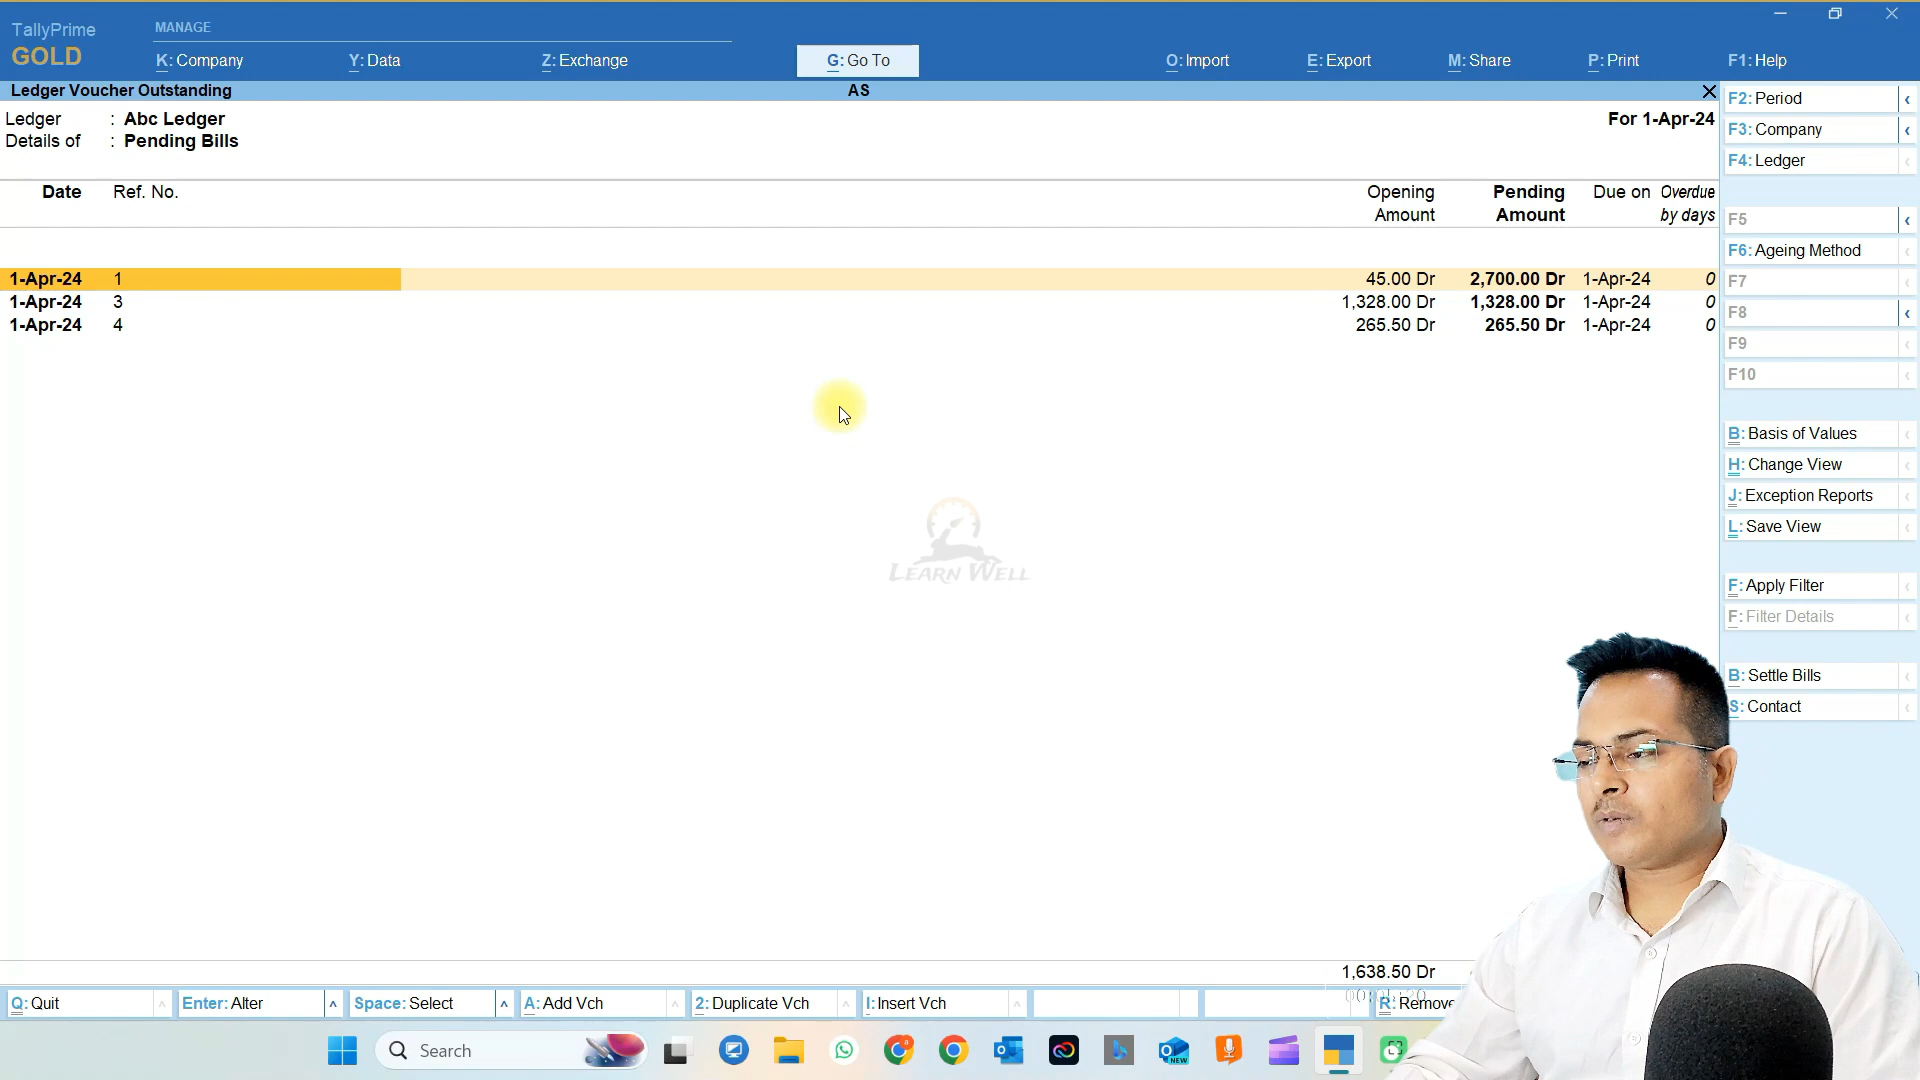 TallyPrime
GOLD
MANAGE
K: Company
Y: Data
Z: Exchange
G: Go To
O: Import
E: Export
M: Share
P: Print
F1: Help
Ledger Voucher Outstanding
AS
Ledger : Abc Ledger
For 1-Apr-24
Details of : Pending Bills
Date Ref. No. Opening Amount Pending Amount Due on Overdue by days
1-Apr-24 1 45.00 Dr 2,700.00 Dr 1-Apr-24 0
1-Apr-24 3 1,328.00 Dr 1,328.00 Dr 1-Apr-24 0
1-Apr-24 4 265.50 Dr 265.50 Dr 1-Apr-24 0
LEARN WELL
1,638.50 Dr
F2: Period
F3: Company
F4: Ledger
F5
F6: Ageing Method
F7
F8
F9
F10
B: Basis of Values
H: Change View
J: Exception Reports
L: Save View
F: Apply Filter
F: Filter Details
B: Settle Bills
S: Contact
Q: Quit
Enter: Alter
Space: Select
A: Add Vch
2: Duplicate Vch
I: Insert Vch
R: Remove
Search
NEW